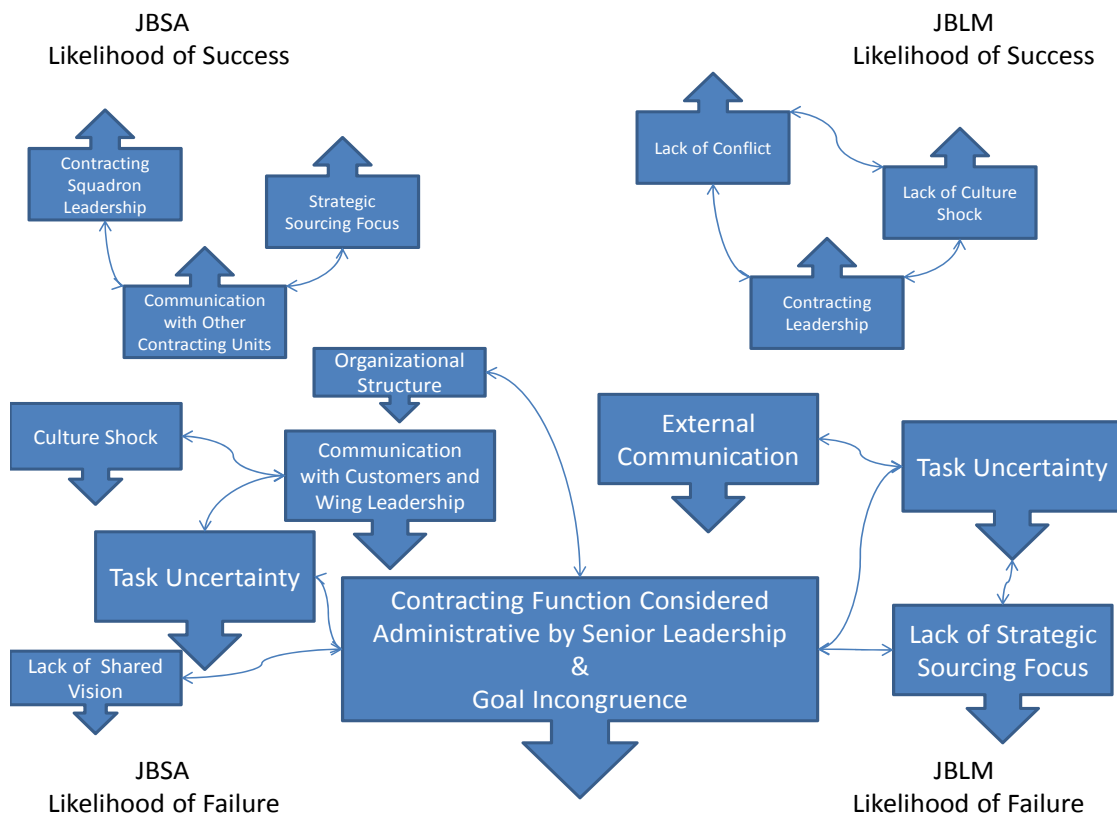 JBSA
Likelihood of Success
JBLM
Likelihood of Success
Contracting
Squadron
Leadership
Strategic
Sourcing Focus
Communication
with Other
Contracting Units
Lack of Conflict
Lack of Culture
Shock
Contracting
Leadership
Organizational
Structure
Culture Shock
Communication
with Customers and
Wing Leadership
External
Communication
Task Uncertainty
Task Uncertainty
Contracting Function Considered
Administrative by Senior Leadership
&
Goal Incongruence
Lack of Strategic
Sourcing Focus
Lack of Shared
Vision
JBSA
Likelihood of Failure
JBLM
Likelihood of Failure